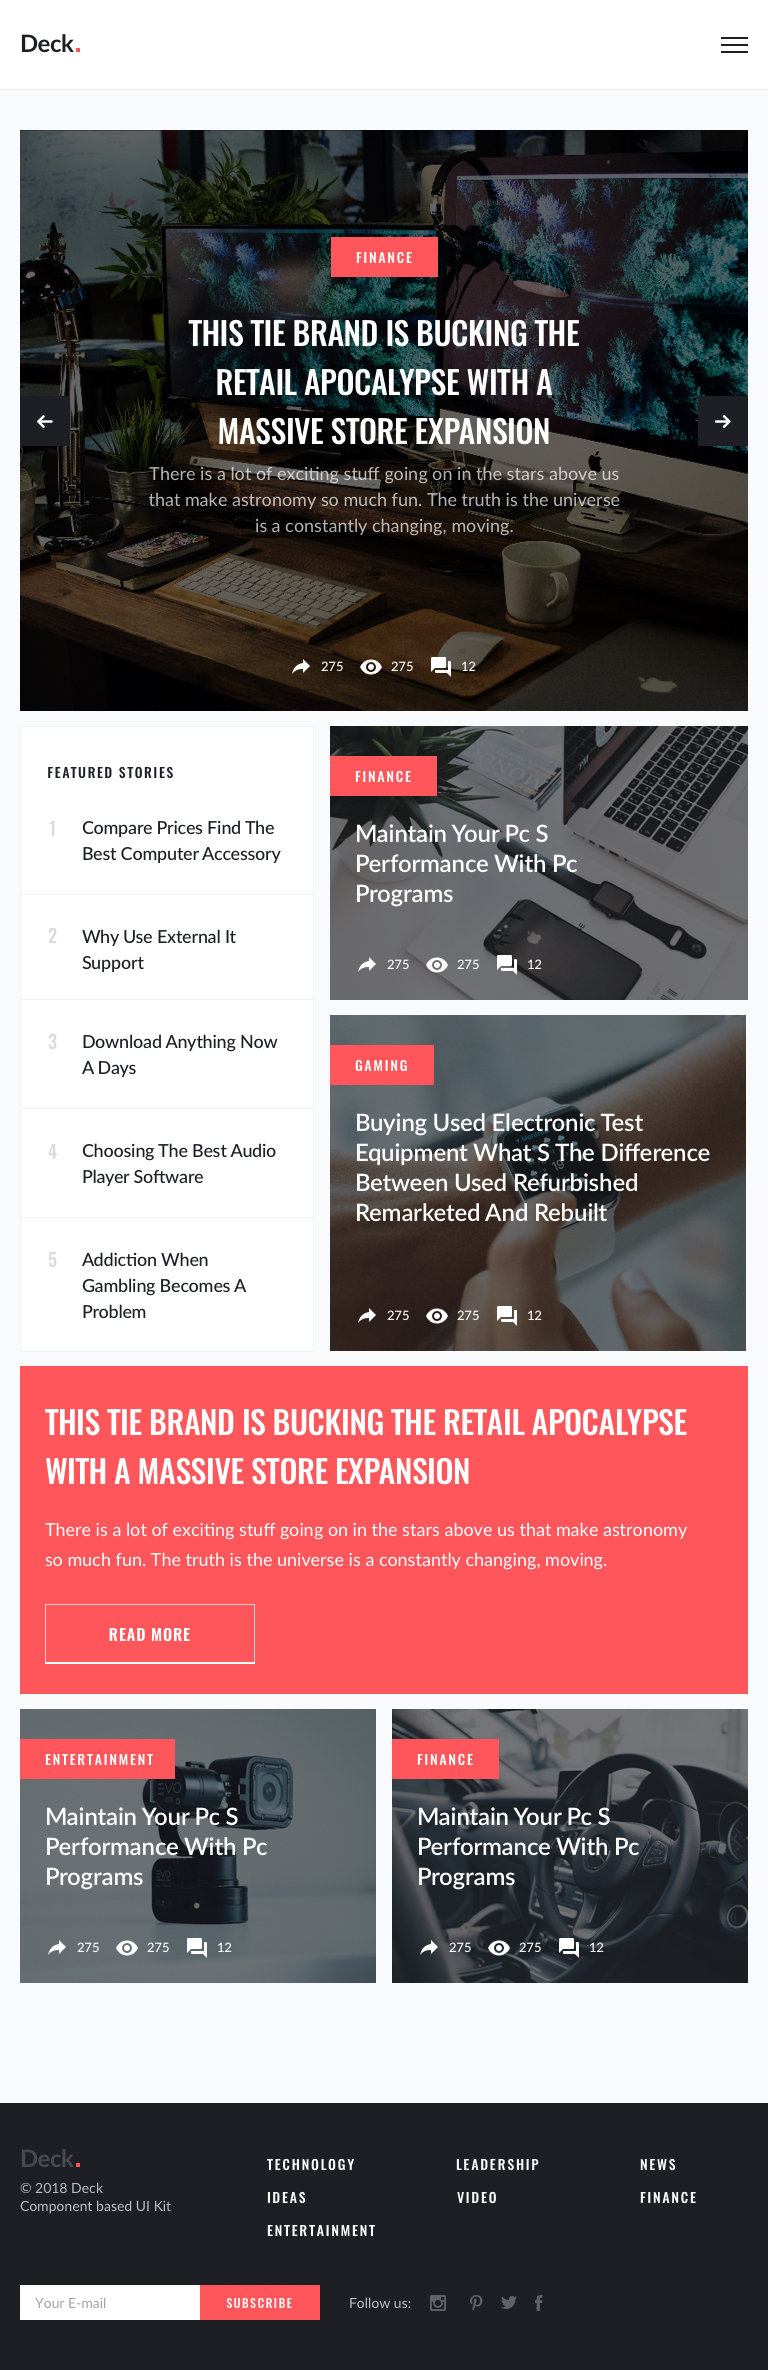 Deck.
FINANCE
THIS TIE BRAND IS BUCKING THE
RETAIL APOCALYPSE WITH A
MASSIVE STORE EXPANSION
There is a lot of exciting stuff going on in the stars above us
that make astronomy so much fun. The truth is the universe
is a constantly changing, moving.
275 275 12
FEATURED STORIES
1 Compare Prices Find The
Best Computer Accessory
2 Why Use External It
Support
3 Download Anything Now
A Days
4 Choosing The Best Audio
Player Software
5 Addiction When
Gambling Becomes A
Problem
FINANCE
Maintain Your Pc S
Performance With Pc
Programs
275 275 12
GAMING
Buying Used Electronic Test
Equipment What S The Difference
Between Used Refurbished
Remarketed And Rebuilt
275 275 12
THIS TIE BRAND IS BUCKING THE RETAIL APOCALYPSE
WITH A MASSIVE STORE EXPANSION
There is a lot of exciting stuff going on in the stars above us that make astronomy
so much fun. The truth is the universe is a constantly changing, moving.
READ MORE
ENTERTAINMENT
EVO
Maintain Your Pc S
Performance With Pc
Programs
EVO
275 275 12
FINANCE
Maintain Your Pc S
Performance With Pc
Programs
275 275 12
Deck.
© 2018 Deck
Component based UI Kit
TECHNOLOGY LEADERSHIP NEWS
IDEAS VIDEO FINANCE
ENTERTAINMENT
Your E-mail SUBSCRIBE Follow us: